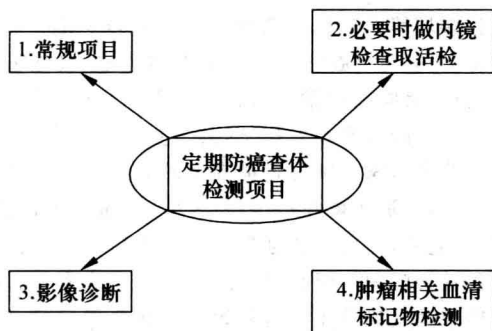 1.常规项目
2.必要时做内镜
检查取活检
定期防癌查体
检测项目
3.影像诊断
4.肿瘤相关血清
标记物检测